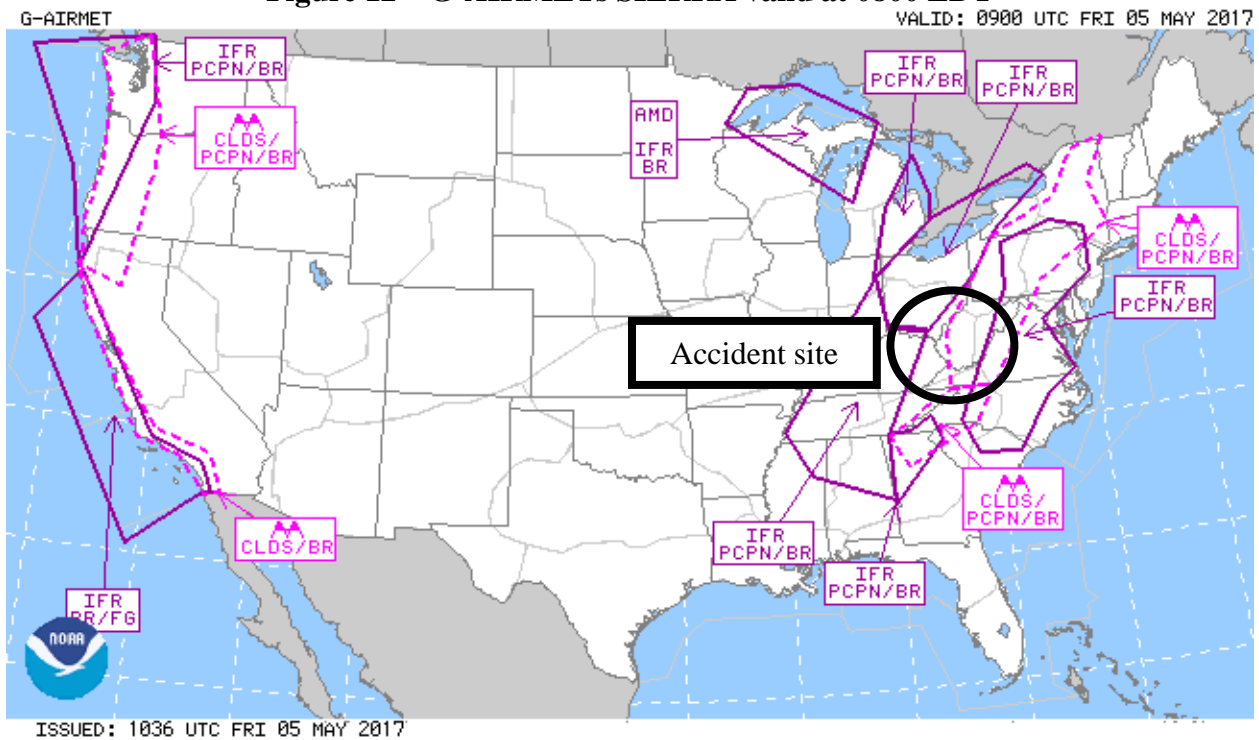 G-AIRMET
VALID: 0900 UTC FRI 05 MAY 2017
IFR
PCPN/BR
CLDS/
PCPN/BR
AMD
IFR
BR
IFR
PCPN/BR
IFR
PCPN/BR
CLDS/
PCPN/BR
IFR
PCPN/BR
Accident site
CLDS/
PCPN/BR
IFR
PCPN/BR
IFR
PCPN/BR
CLDS/BR
IFR
BR/FG
NOAA
ISSUED: 1036 UTC FRI 05 MAY 2017